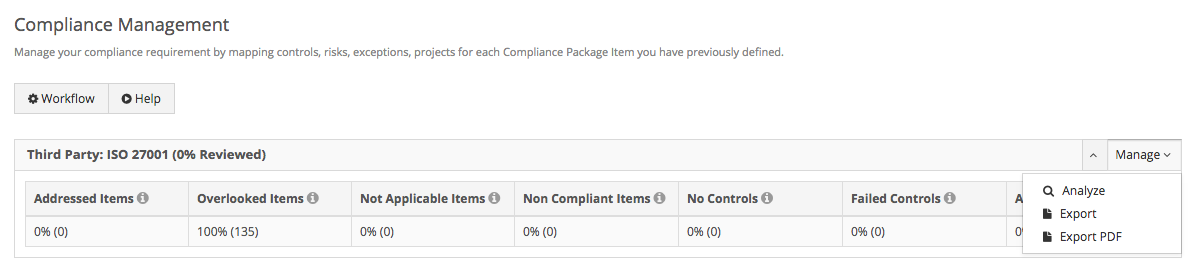 Compliance Management
Manage your compliance requirement by mapping controls, risks, exceptions, projects for each Compliance Package Item you have previously defined.
Workflow Help
Third Party: ISO 27001 (0% Reviewed) Manage
Analyze
Export
Export PDF
Addressed Items Overlooked Items Not Applicable Items Non Compliant Items No Controls Failed Controls
0% (0) 100% (135) 0% (0) 0% (0) 0% (0) 0% (0)